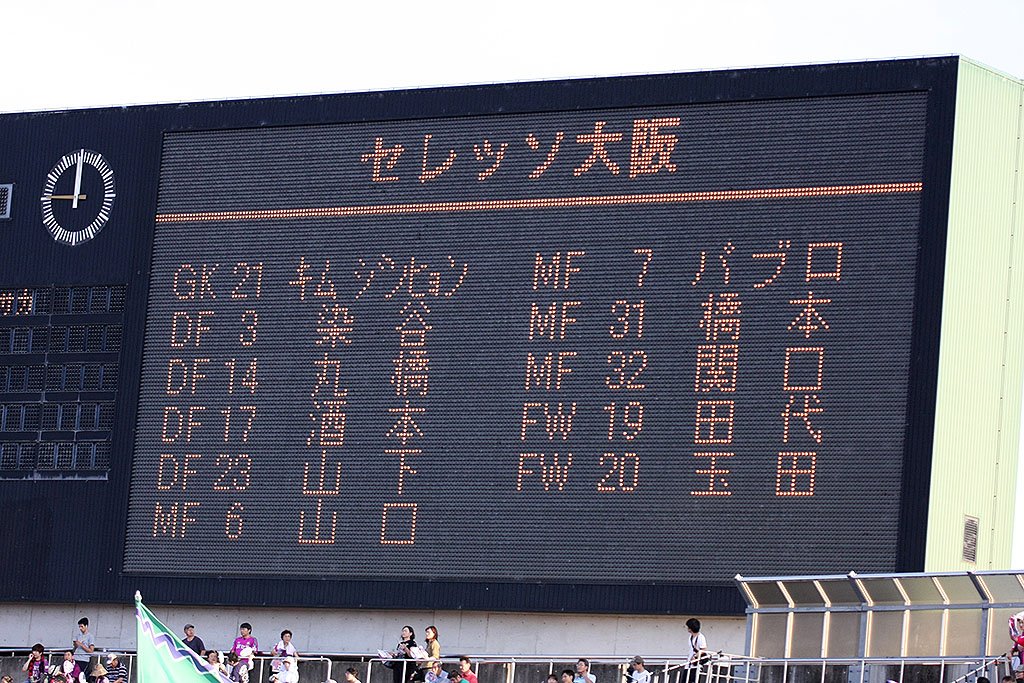 セレッソ大阪
GK 21 キム ジンヒョン
DF 3 染谷
DF 14 丸橋
DF 17 酒本
DF 23 山下
MF 6 山口
MF 7 パブロ
MF 31 橋本
MF 32 関口
FW 19 田代
FW 20 玉田